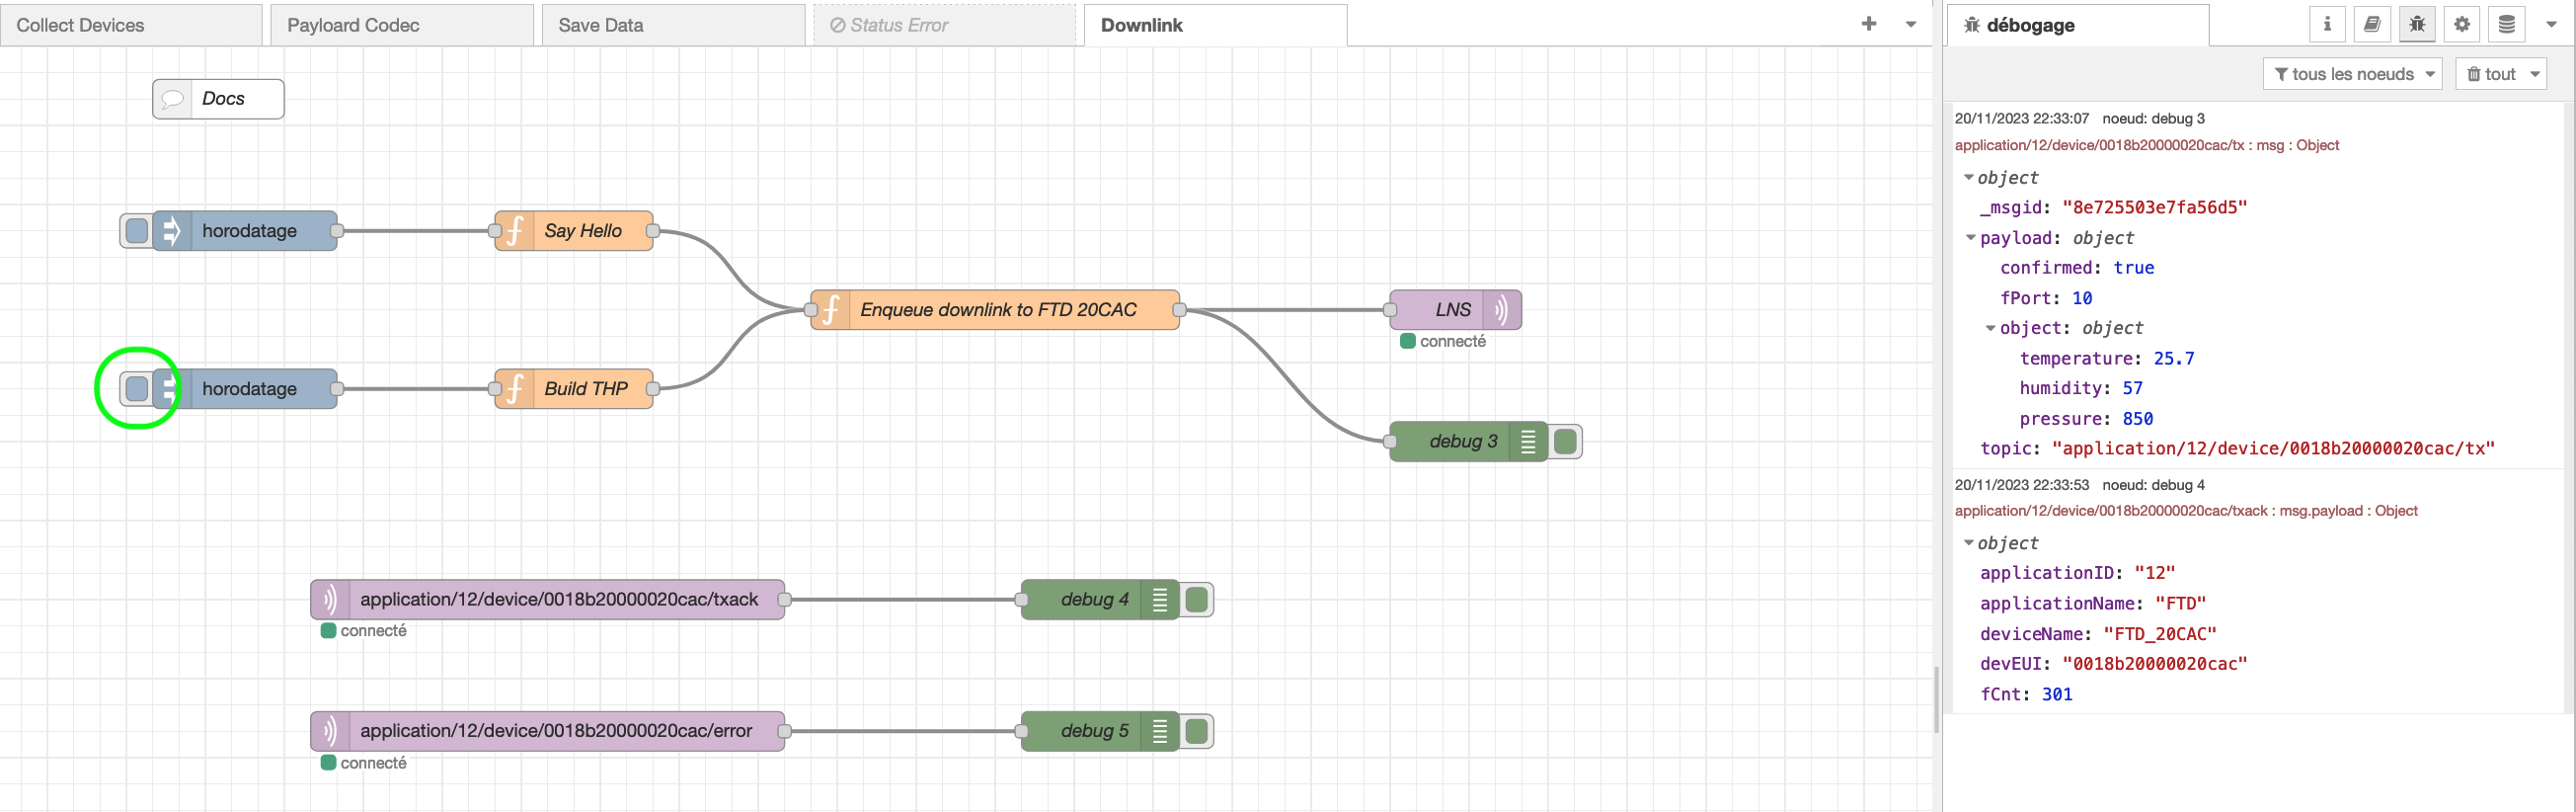 Collect Devices
Payload Codec
Save Data
Status Error
Downlink
débogage
tous les noeuds
tout
Docs
horodatage
Say Hello
Enqueue downlink to FTD 20CAC
LNS
connecté
horodatage
Build THP
debug 3
application/12/device/0018b20000020cac/txack
connecté
debug 4
application/12/device/0018b20000020cac/error
connecté
debug 5
20/11/2023 22:33:07 noeud: debug 3
application/12/device/0018b20000020cac/tx : msg : Object
object
_msgid: "8e725503e7fa56d5"
payload: object
confirmed: true
fPort: 10
object: object
temperature: 25.7
humidity: 57
pressure: 850
topic: "application/12/device/0018b20000020cac/tx"
20/11/2023 22:33:53 noeud: debug 4
application/12/device/0018b20000020cac/txack : msg.payload : Object
object
applicationID: "12"
applicationName: "FTD"
deviceName: "FTD_20CAC"
devEUI: "0018b20000020cac"
fCnt: 301